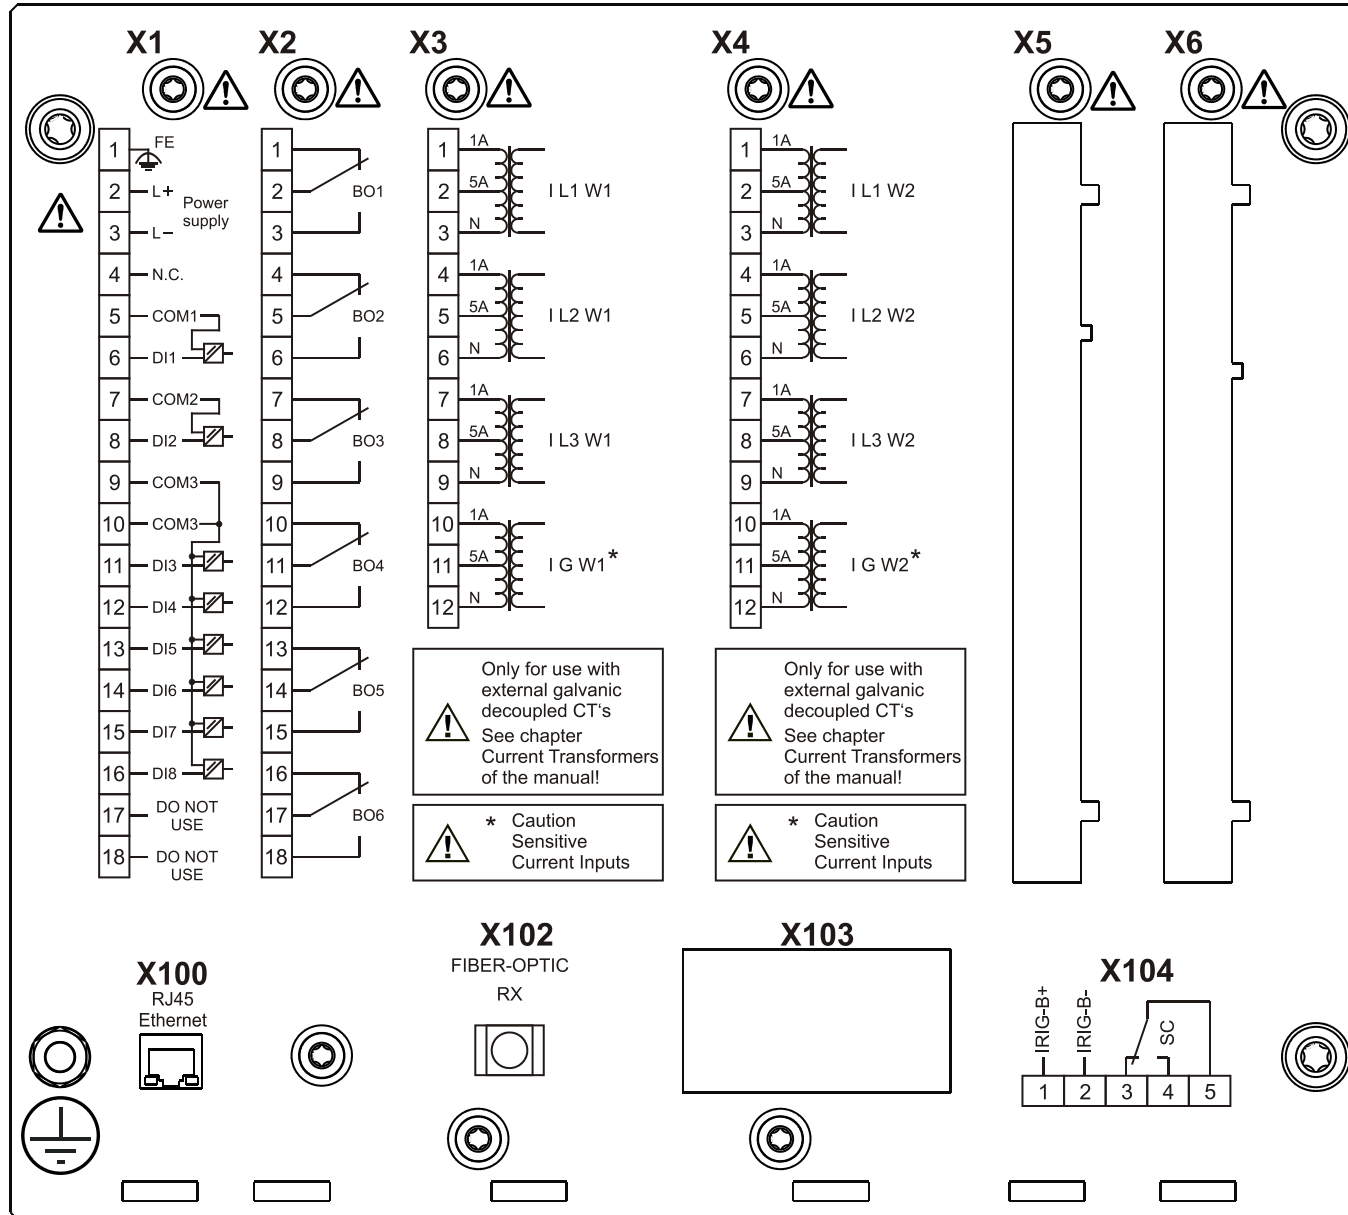 X1
X2
X3
X4
X5
X6
1 FE
2 L+
Power
supply
3 L−
4 N.C.
5 COM1
6 DI1
7 COM2
8 DI2
9 COM3
10 COM3
11 DI3
12 DI4
13 DI5
14 DI6
15 DI7
16 DI8
17 DO NOT
USE
18 DO NOT
USE
1
2 BO1
3
4
5 BO2
6
7
8 BO3
9
10
11 BO4
12
13
14 BO5
15
16
17 BO6
18
1 1A
2 5A I L1 W1
3 N
4 1A
5 5A I L2 W1
6 N
7 1A
8 5A I L3 W1
9 N
10 1A
11 5A I G W1*
12 N
Only for use with
external galvanic
decoupled CT‘s
See chapter
Current Transformers
of the manual!
* Caution
Sensitive
Current Inputs
1 1A
2 5A I L1 W2
3 N
4 1A
5 5A I L2 W2
6 N
7 1A
8 5A I L3 W2
9 N
10 1A
11 5A I G W2*
12 N
Only for use with
external galvanic
decoupled CT‘s
See chapter
Current Transformers
of the manual!
* Caution
Sensitive
Current Inputs
X100
RJ45
Ethernet
X102
FIBER-OPTIC
RX
X103
X104
IRIG-B+
IRIG-B-
SC
1 2 3 4 5